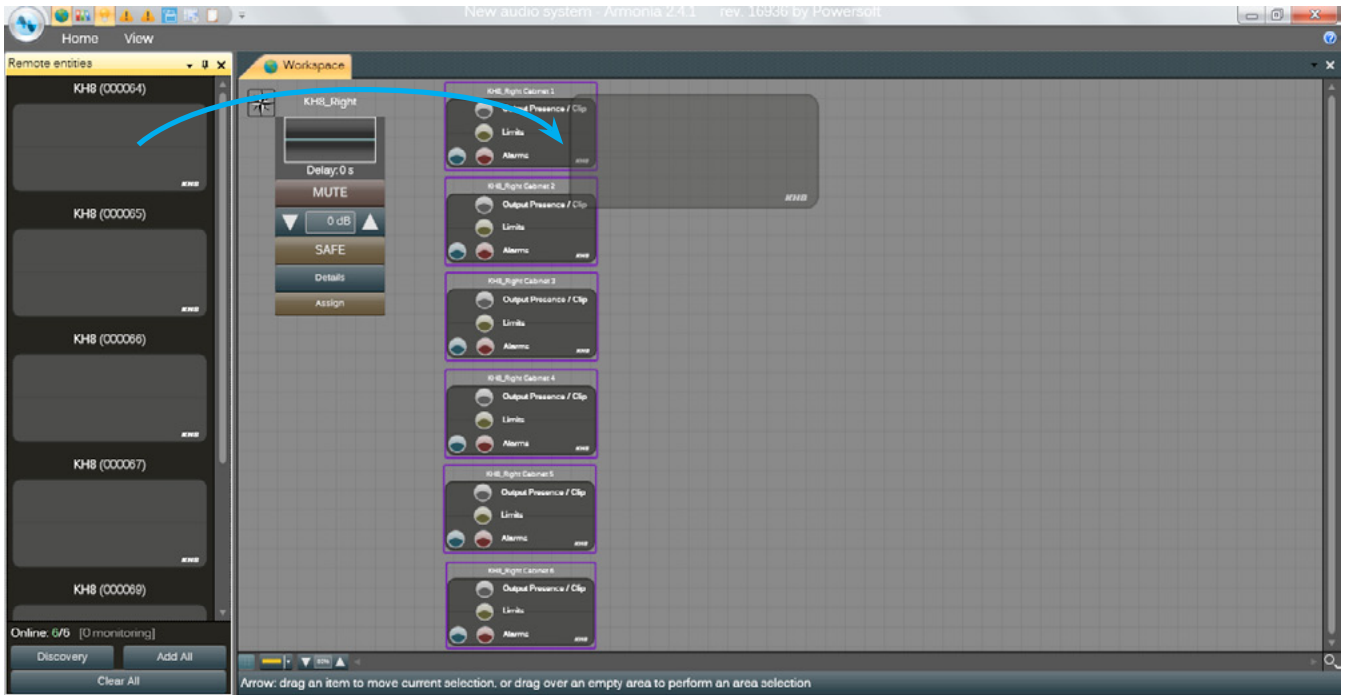 New audio system - Armonia 2.4.1 rev. 16936 by Powersoft
Home View
Remote entities
KH8 (000064)
KH8
KH8 (000065)
KH8
KH8 (000066)
KH8
KH8 (000067)
KH8
KH8 (000069)
Online: 6/6 [0 monitoring]
Discovery Add All
Clear All
Workspace
KH8_Right
Delay: 0 s
MUTE
0 dB
SAFE
Details
Assign
KH8_Right Cabinet 1
Output Presence / Clip
Limits
Alarms
KH8
KH8_Right Cabinet 2
Output Presence / Clip
Limits
Alarms
KH8
KH8_Right Cabinet 3
Output Presence / Clip
Limits
Alarms
KH8
KH8_Right Cabinet 4
Output Presence / Clip
Limits
Alarms
KH8
KH8_Right Cabinet 5
Output Presence / Clip
Limits
Alarms
KH8
KH8_Right Cabinet 6
Output Presence / Clip
Limits
Alarms
KH8
KH8
Arrow: drag an item to move current selection, or drag over an empty area to perform an area selection